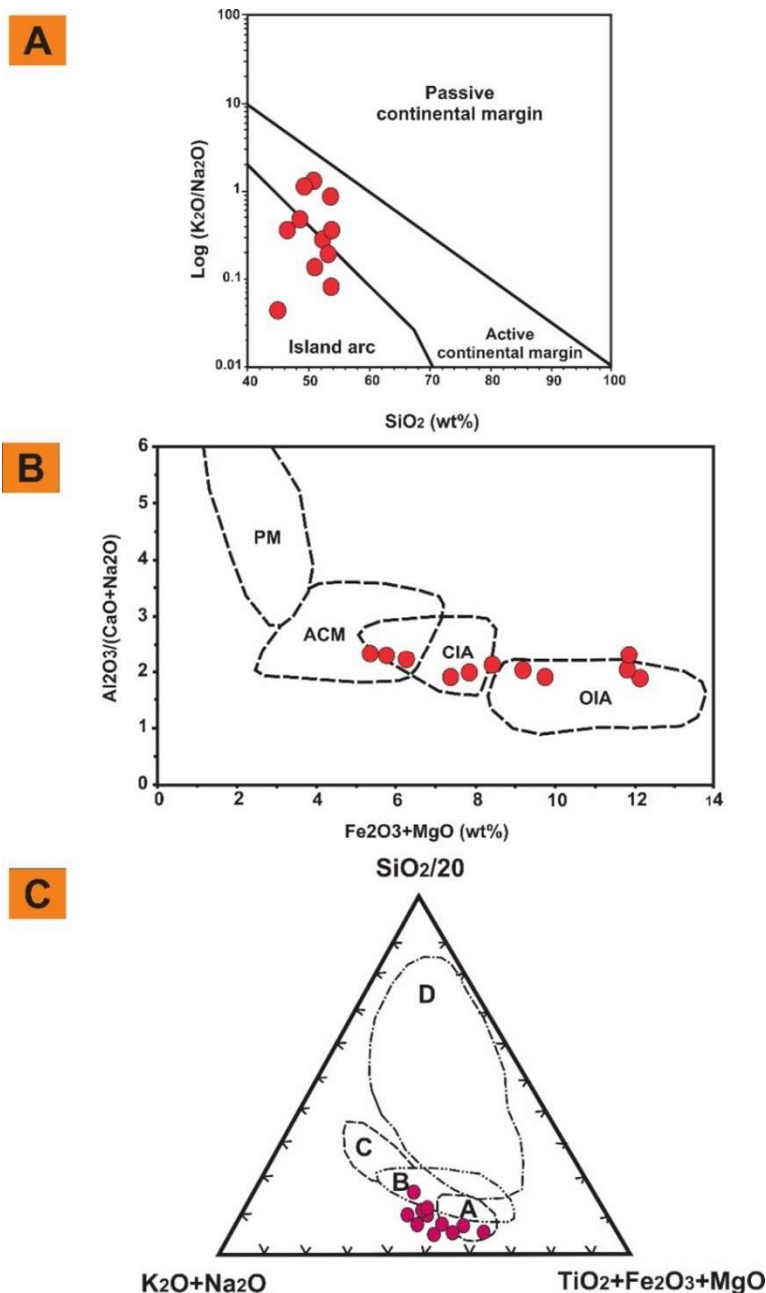 A
100
10
1
0.1
0.01
Log (K₂O/Na₂O)
Passive
continental margin
Island arc
Active
continental margin
40 50 60 70 80 90 100
SiO₂ (wt%)
B
6
5
4
3
2
1
0
Al2O3/(CaO+Na2O)
PM
ACM
CIA
OIA
0 2 4 6 8 10 12 14
Fe2O3+MgO (wt%)
C
SiO₂/20
D
C
B
A
K₂O+Na₂O
TiO₂+Fe₂O₃+MgO